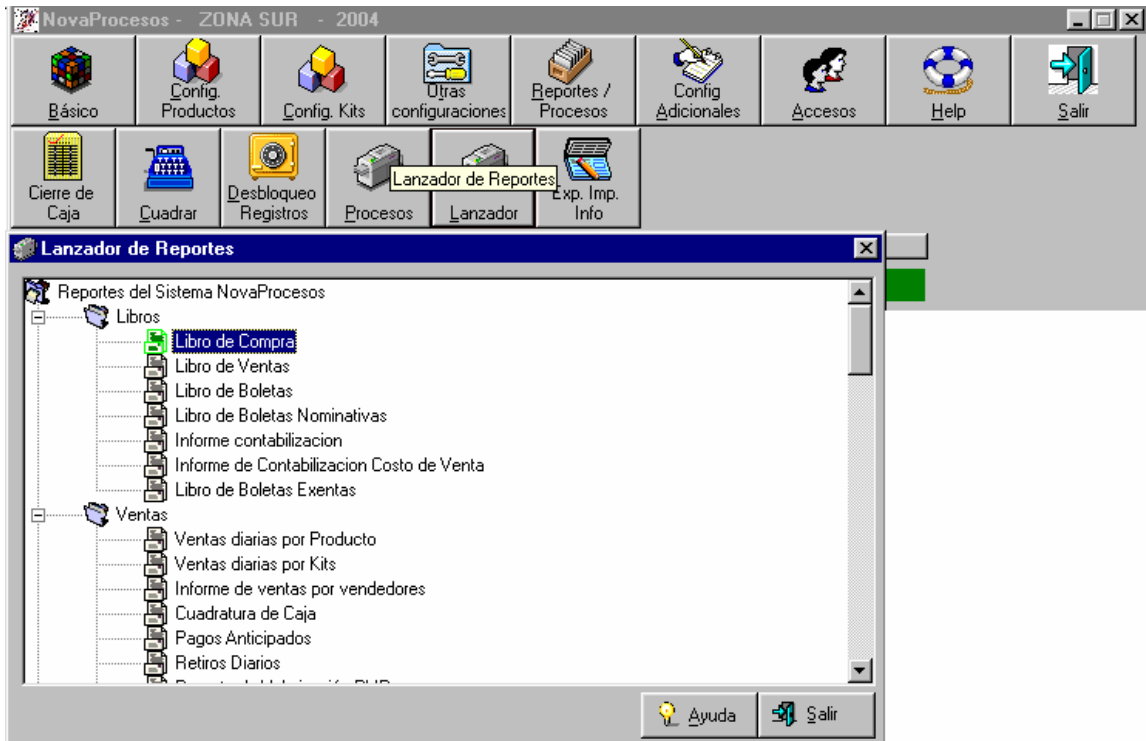 NovaProcesos - ZONA SUR - 2004
Básico
Config. Productos
Config. Kits
Otras configuraciones
Reportes / Procesos
Config Adicionales
Accesos
Help
Salir
Cierre de Caja
Cuadrar
Desbloqueo Registros
Procesos
Lanzador de Reportes
Lanzador
Exp. Imp. Info
Lanzador de Reportes
Reportes del Sistema NovaProcesos
Libros
Libro de Compra
Libro de Ventas
Libro de Boletas
Libro de Boletas Nominativas
Informe contabilizacion
Informe de Contabilizacion Costo de Venta
Libro de Boletas Exentas
Ventas
Ventas diarias por Producto
Ventas diarias por Kits
Informe de ventas por vendedores
Cuadratura de Caja
Pagos Anticipados
Retiros Diarios
Ayuda
Salir